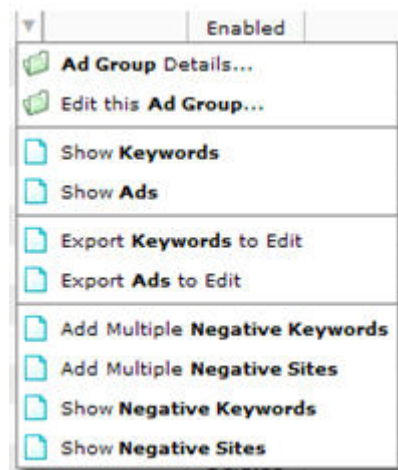 Enabled
Ad Group Details...
Edit this Ad Group...
Show Keywords
Show Ads
Export Keywords to Edit
Export Ads to Edit
Add Multiple Negative Keywords
Add Multiple Negative Sites
Show Negative Keywords
Show Negative Sites